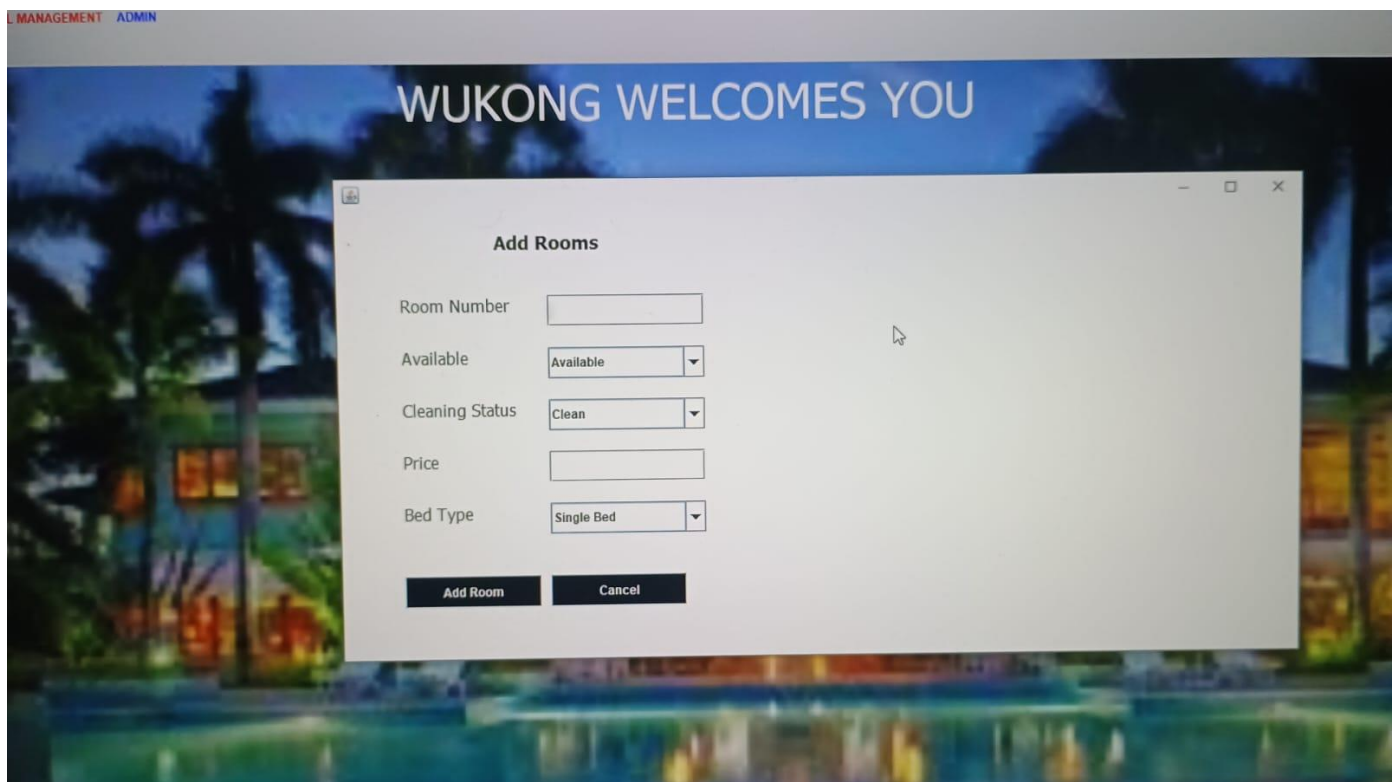 L MANAGEMENT ADMIN
WUKONG WELCOMES YOU
Add Rooms
Room Number
Available Available
Cleaning Status Clean
Price
Bed Type Single Bed
Add Room Cancel